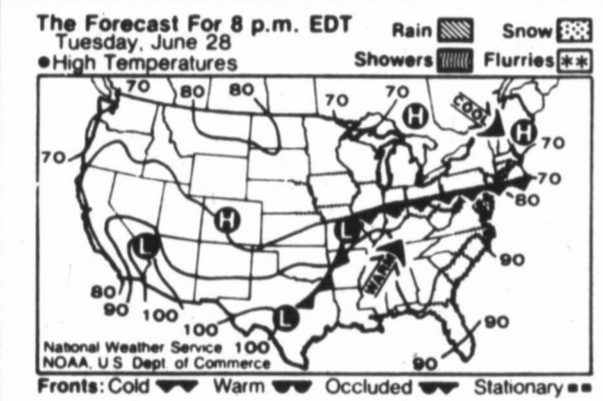 The Forecast For 8 p.m. EDT
Tuesday, June 28
●High Temperatures
Rain Snow
Showers Flurries
70 80 80 70 70
COOL
H
H
70
70
70
80
H
L
L
WARM
90
80
90 100
100
L
100
90
90
National Weather Service
NOAA, U S Dept. of Commerce
Fronts: Cold Warm Occluded Stationary